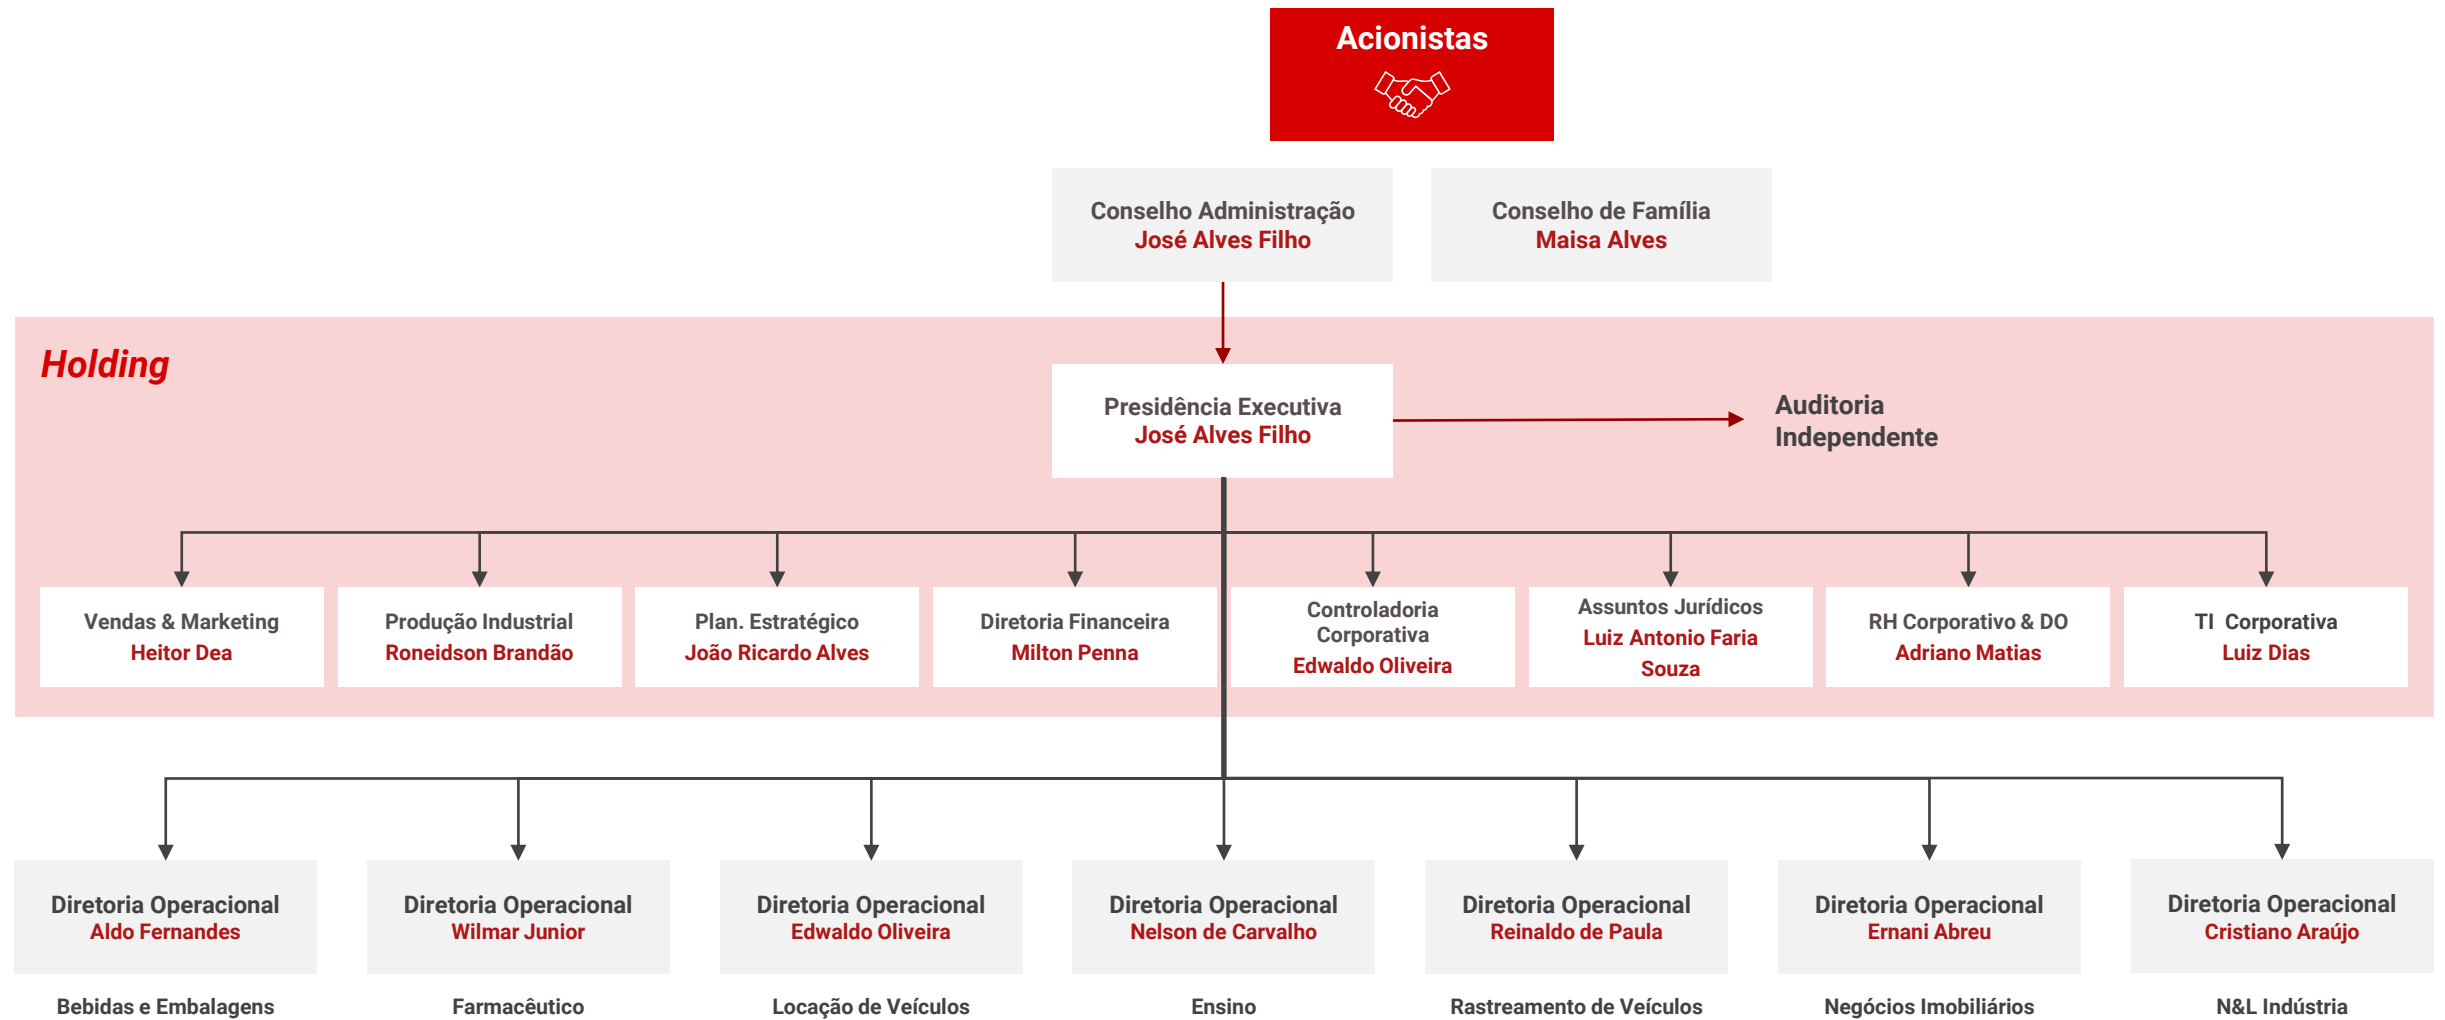 Acionistas
Conselho Administração
José Alves Filho
Conselho de Família
Maisa Alves
Holding
Presidência Executiva
José Alves Filho
Auditoria
Independente
Vendas & Marketing
Heitor Dea
Produção Industrial
Roneidson Brandão
Plan. Estratégico
João Ricardo Alves
Diretoria Financeira
Milton Penna
Controladoria
Corporativa
Edwaldo Oliveira
Assuntos Jurídicos
Luiz Antonio Faria
Souza
RH Corporativo & DO
Adriano Matias
TI Corporativa
Luiz Dias
Diretoria Operacional
Aldo Fernandes
Bebidas e Embalagens
Diretoria Operacional
Wilmar Junior
Farmacêutico
Diretoria Operacional
Edwaldo Oliveira
Locação de Veículos
Diretoria Operacional
Nelson de Carvalho
Ensino
Diretoria Operacional
Reinaldo de Paula
Rastreamento de Veículos
Diretoria Operacional
Ernani Abreu
Negócios Imobiliários
Diretoria Operacional
Cristiano Araújo
N&L Indústria